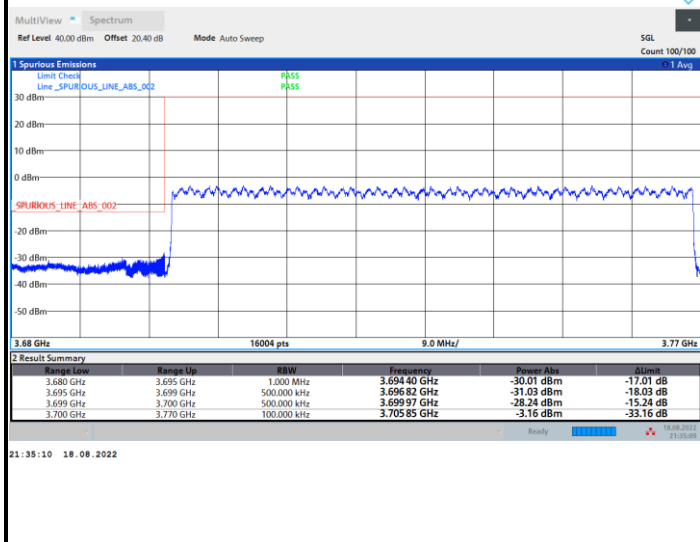 MultiView Spectrum
Ref Level 40.00 dBm Offset 20.40 dB Mode Auto Sweep SGL
Count 100/100
1 Spurious Emissions 1 Avg
Limit Check PASS
Line _SPURIOUS_LINE_ABS_002 PASS
30 dBm
20 dBm
10 dBm
0 dBm
_SPURIOUS_LINE_ABS_002
-20 dBm
-30 dBm
-40 dBm
-50 dBm
3.68 GHz 16004 pts 9.0 MHz/ 3.77 GHz
2 Result Summary
Range Low Range Up RBW Frequency Power Abs ΔLimit
3.680 GHz 3.695 GHz 1.000 MHz 3.694 40 GHz -30.01 dBm -17.01 dB
3.695 GHz 3.699 GHz 500.000 kHz 3.696 82 GHz -31.03 dBm -18.03 dB
3.699 GHz 3.700 GHz 500.000 kHz 3.699 97 GHz -28.24 dBm -15.24 dB
3.700 GHz 3.770 GHz 100.000 kHz 3.705 85 GHz -3.16 dBm -33.16 dB
Ready 18.08.2022
21:35:09
21:35:10 18.08.2022